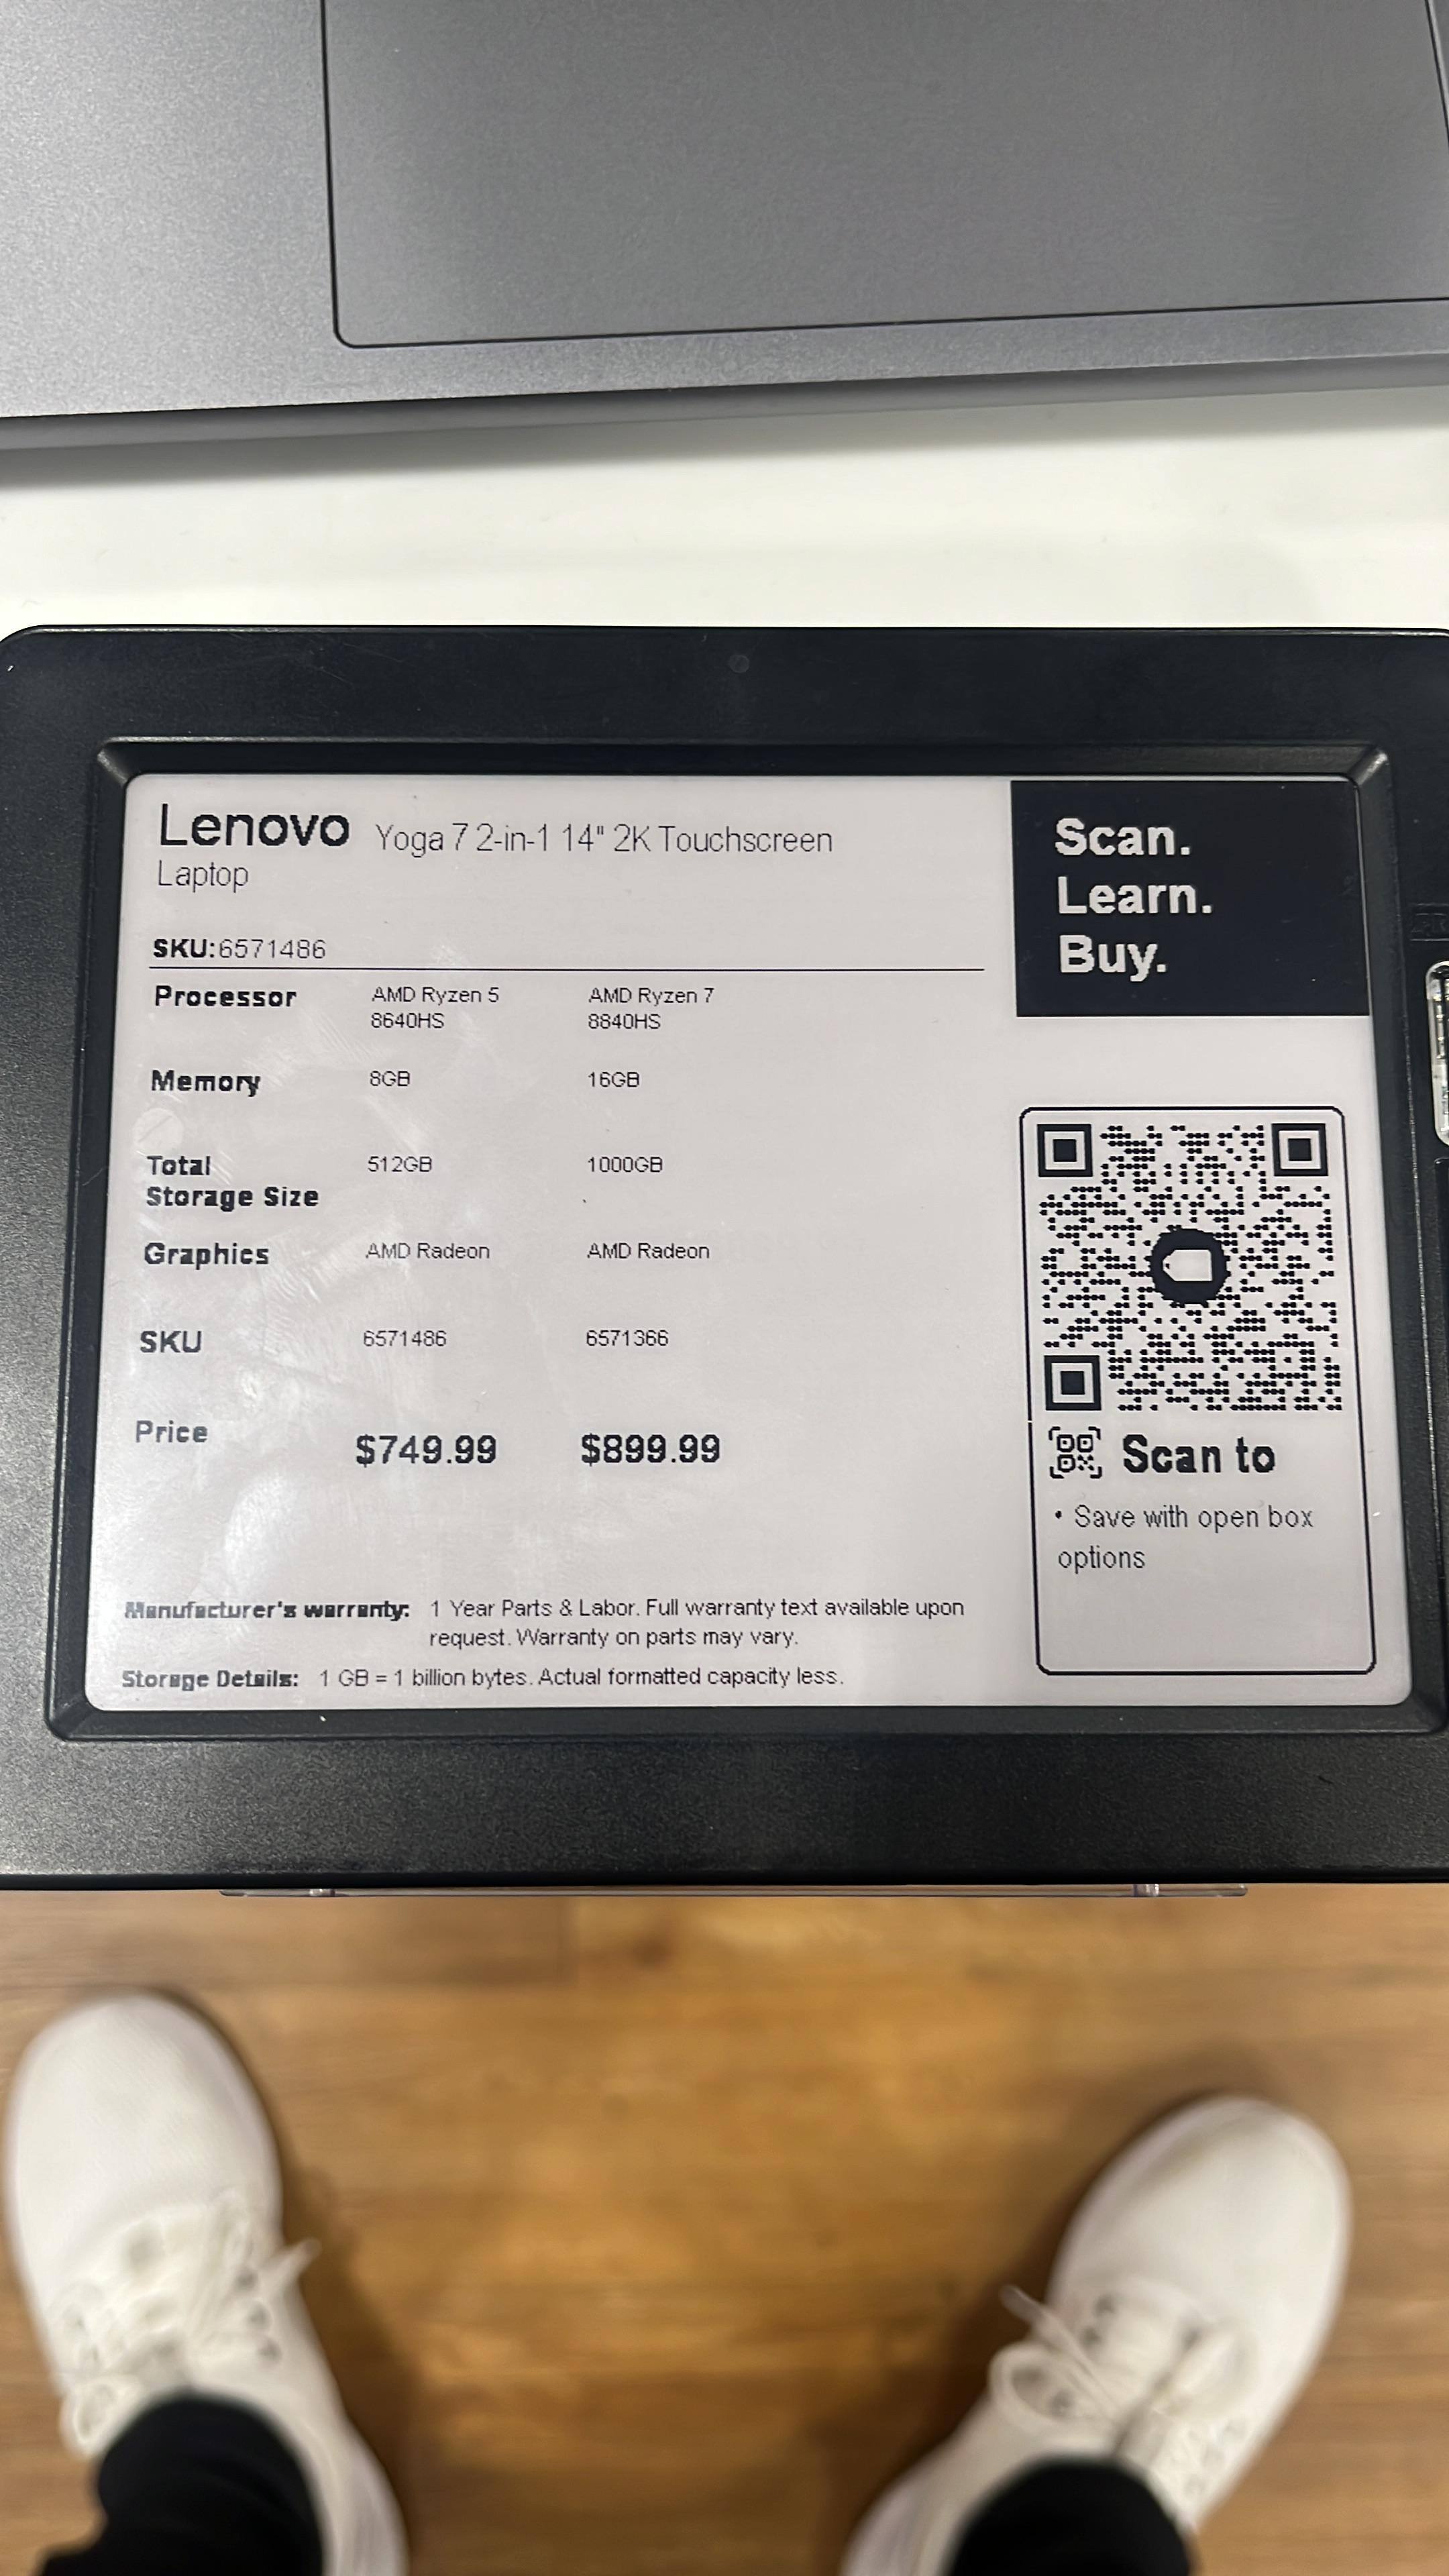 Lenovo Yoga 7 2-in-1 14" 2K Touchscreen
Laptop
SKU:6571486
Processor AMD Ryzen 5 AMD Ryzen 7
8640HS 8840HS
Memory 8GB 16GB
Total 512GB 1000GB
Storage Size
Graphics AMD Radeon AMD Radeon
SKU 6571486 6571366
Price $749.99 $899.99
Manufacturer's warranty: 1 Year Parts & Labor. Full warranty text available upon
request. Warranty on parts may vary.
Storage Details: 1 GB = 1 billion bytes. Actual formatted capacity less.
Scan.
Learn.
Buy.
Scan to
• Save with open box
options